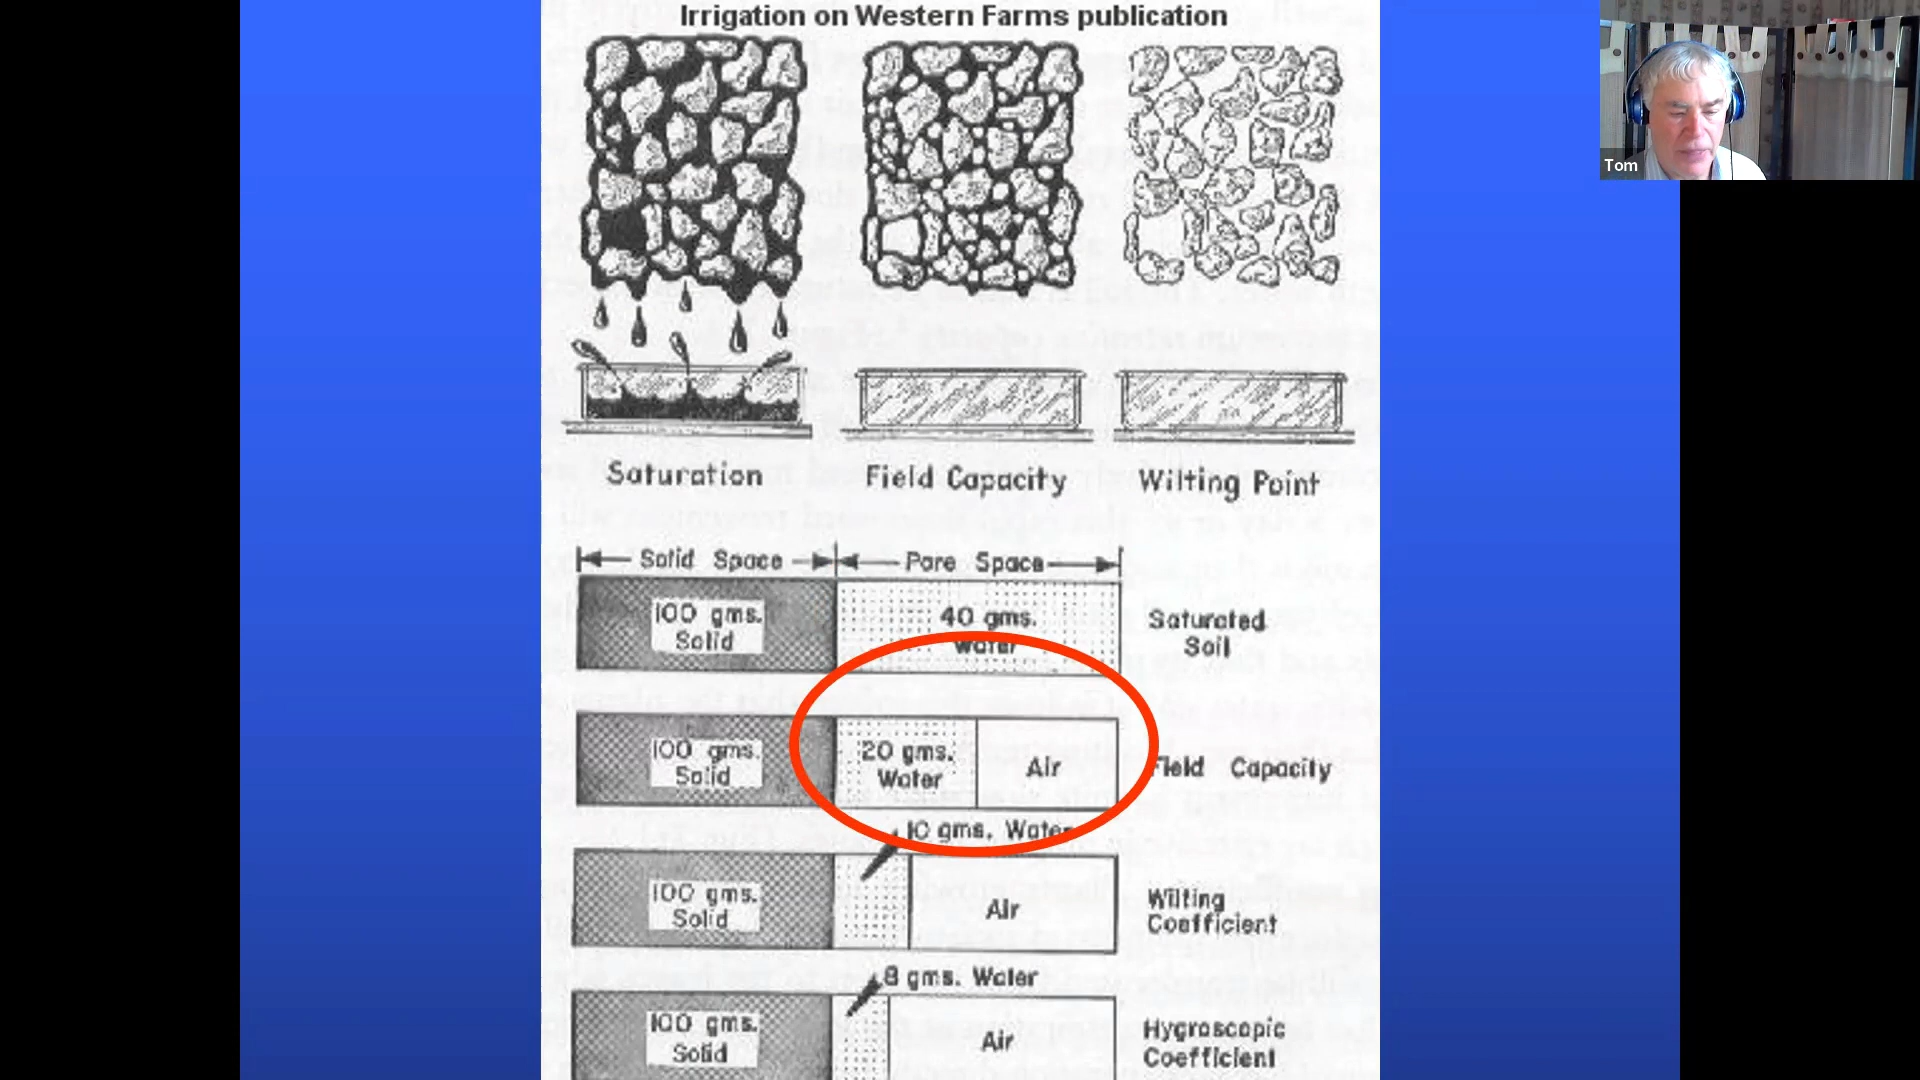 Irrigation on Western Farms publication
Tom
Saturation
Field Capacity
Wilting Point
Solid Space
Pore Space
100 gms.
Solid
40 gms.
Water
Saturated
Soil
100 gms.
Solid
20 gms.
Water
Air
Field Capacity
10 gms. Water
100 gms.
Solid
Air
Wilting
Coefficient
8 gms. Water
100 gms.
Solid
Air
Hygroscopic
Coefficient